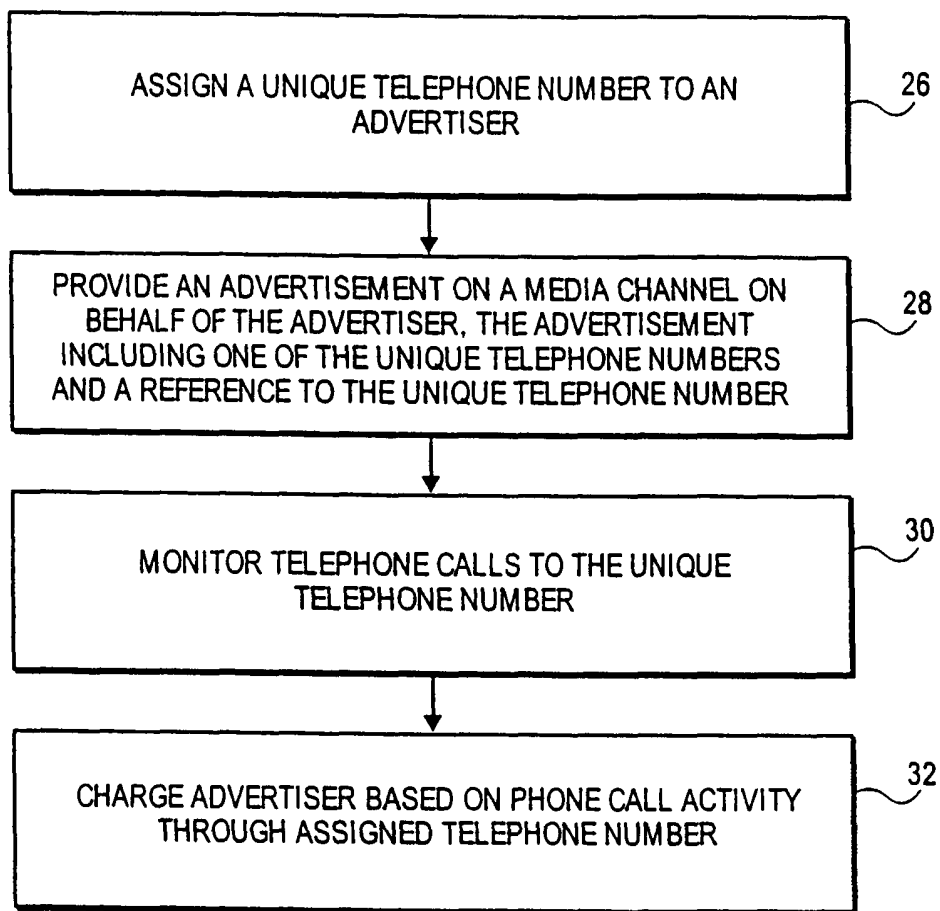 ASSIGN A UNIQUE TELEPHONE NUMBER TO AN
ADVERTISER
26
PROVIDE AN ADVERTISEMENT ON A MEDIA CHANNEL ON
BEHALF OF THE ADVERTISER, THE ADVERTISEMENT
INCLUDING ONE OF THE UNIQUE TELEPHONE NUMBERS
AND A REFERENCE TO THE UNIQUE TELEPHONE NUMBER
28
MONITOR TELEPHONE CALLS TO THE UNIQUE
TELEPHONE NUMBER
30
CHARGE ADVERTISER BASED ON PHONE CALL ACTIVITY
THROUGH ASSIGNED TELEPHONE NUMBER
32